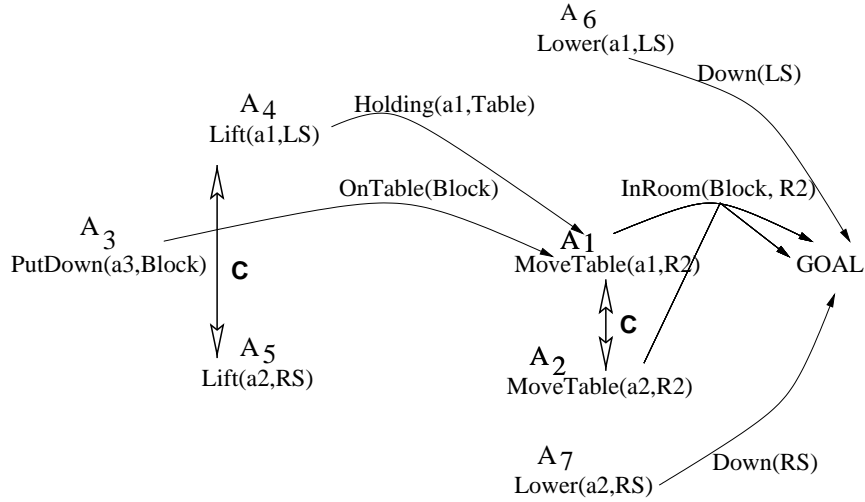 A6
Lower(a1,LS)
Down(LS)
A4
Lift(a1,LS)
Holding(a1,Table)
OnTable(Block)
InRoom(Block, R2)
A3
PutDown(a3,Block)
C
A1
MoveTable(a1,R2)
GOAL
C
A5
Lift(a2,RS)
A2
MoveTable(a2,R2)
A7
Lower(a2,RS)
Down(RS)